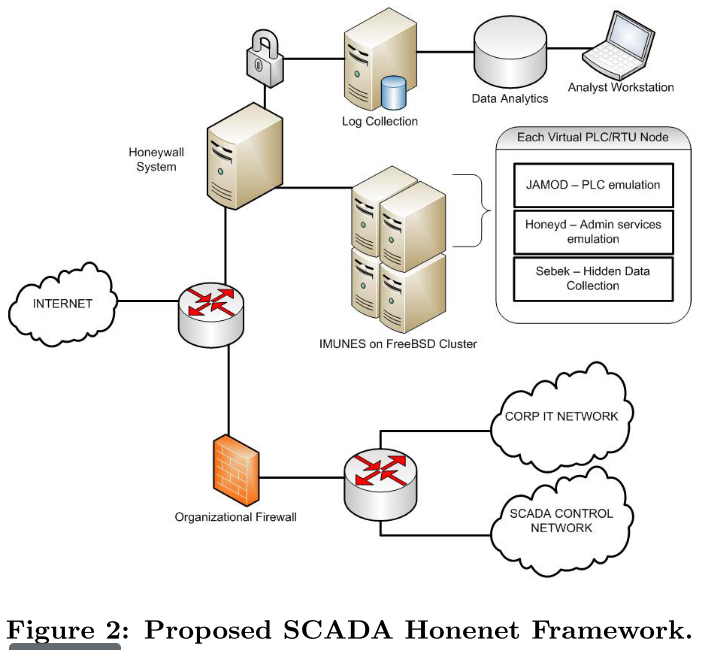 Log Collection
Data Analytics
Analyst Workstation
Honeywall
System
Each Virtual PLC/RTU Node
JAMOD – PLC emulation
Honeyd – Admin services
emulation
Sebek – Hidden Data
Collection
INTERNET
IMUNES on FreeBSD Cluster
CORP IT NETWORK
Organizational Firewall
SCADA CONTROL
NETWORK
Figure 2: Proposed SCADA Honenet Framework.